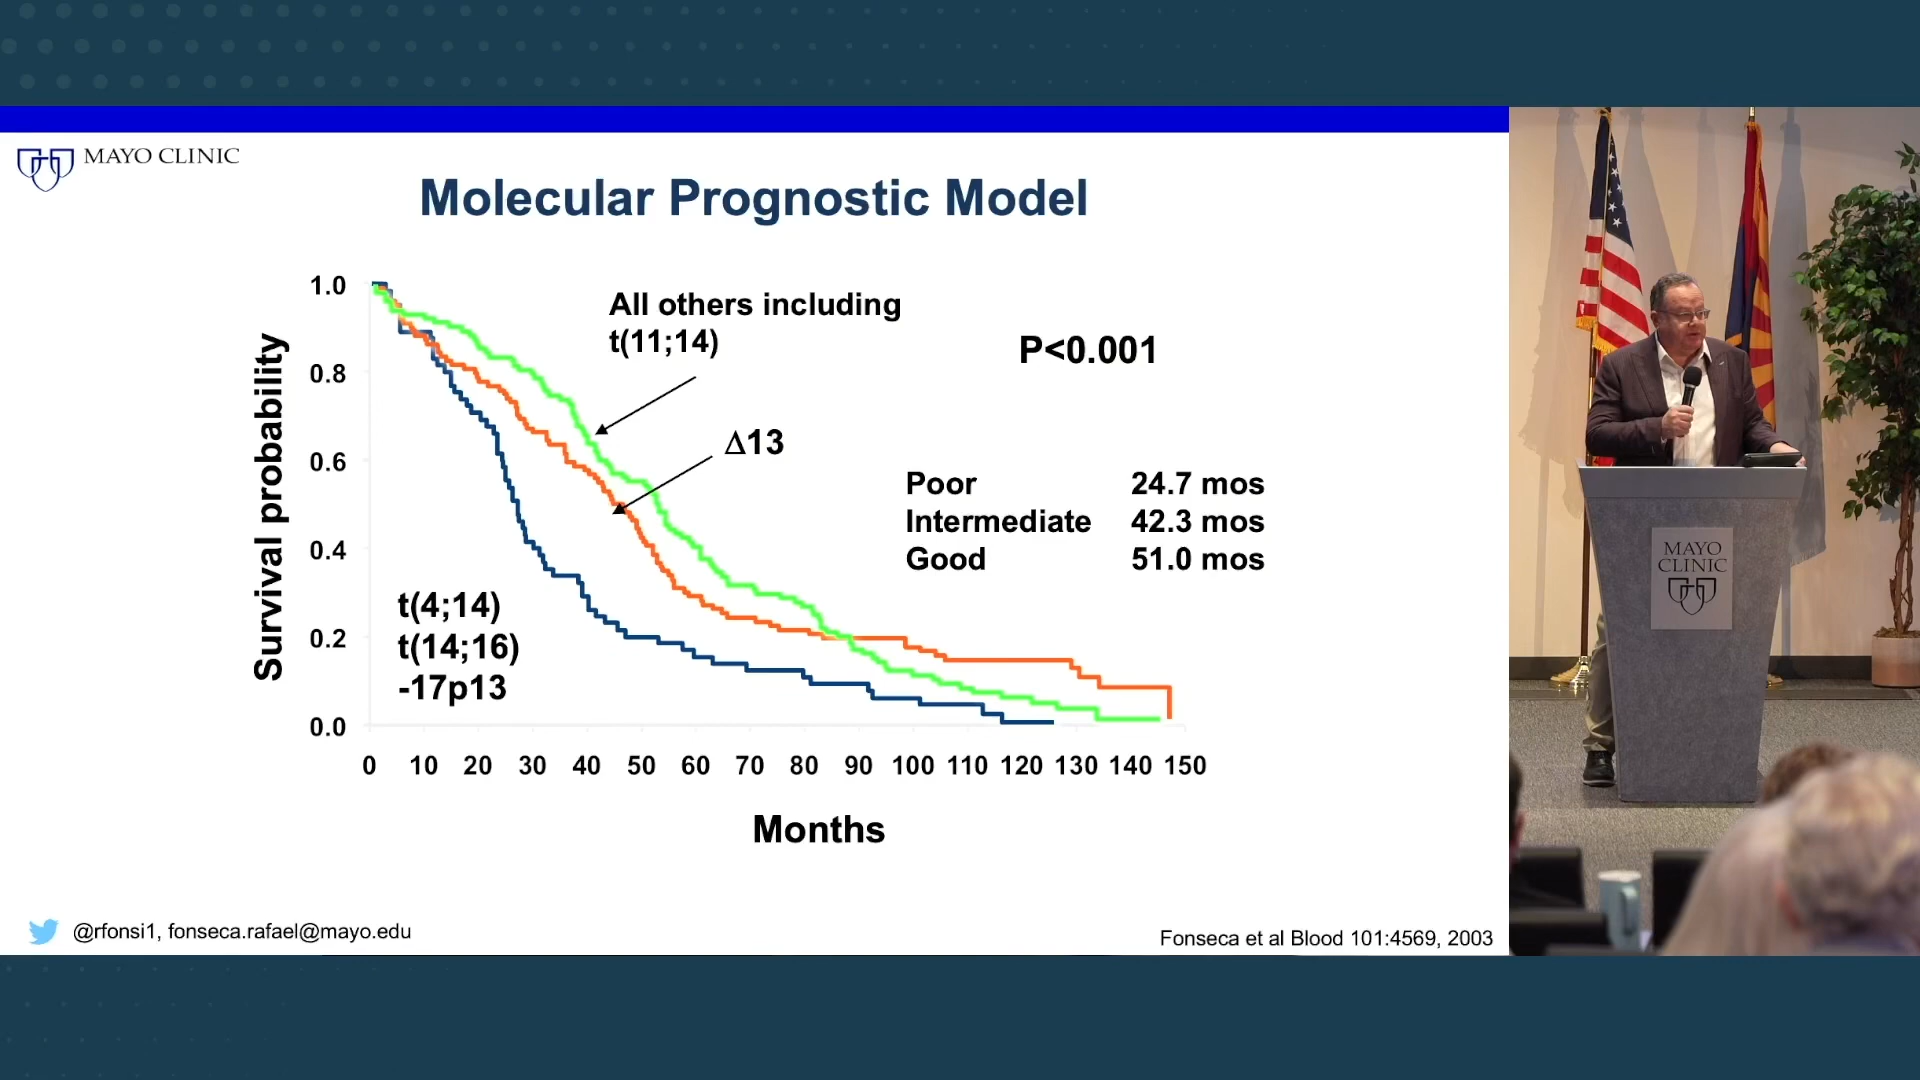 MAYO CLINIC
Molecular Prognostic Model
Survival probability
1.0
0.8
0.6
0.4
0.2
0.0
All others including
t(11;14)
P<0.001
Δ13
Poor 24.7 mos
Intermediate 42.3 mos
Good 51.0 mos
t(4;14)
t(14;16)
-17p13
0 10 20 30 40 50 60 70 80 90 100 110 120 130 140 150
Months
@rfonsi1, fonseca.rafael@mayo.edu
Fonseca et al Blood 101:4569, 2003
MAYO
CLINIC